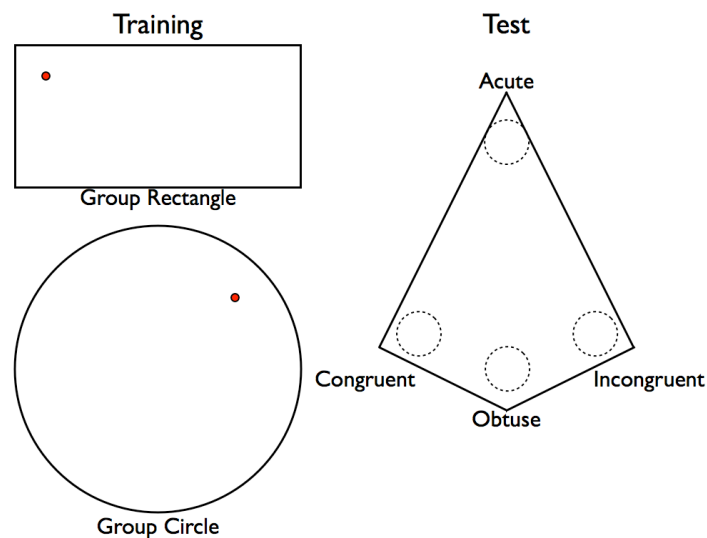 Training
Test
Acute
Group Rectangle
Congruent
Incongruent
Obtuse
Group Circle